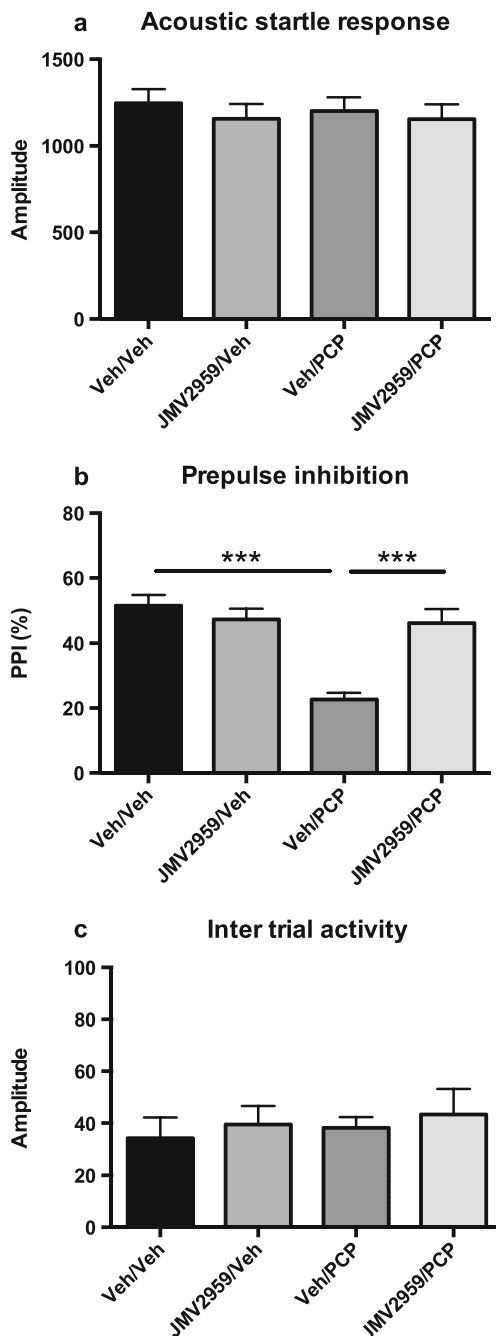 a Acoustic startle response
1500
1000
500
0
Amplitude
Veh/Veh
JMV2959/Veh
Veh/PCP
JMV2959/PCP
b Prepulse inhibition
80
60
40
20
0
PPI (%)
*** ***
Veh/Veh
JMV2959/Veh
Veh/PCP
JMV2959/PCP
c Inter trial activity
100
80
60
40
20
0
Amplitude
Veh/Veh
JMV2959/Veh
Veh/PCP
IMV2959/PCP